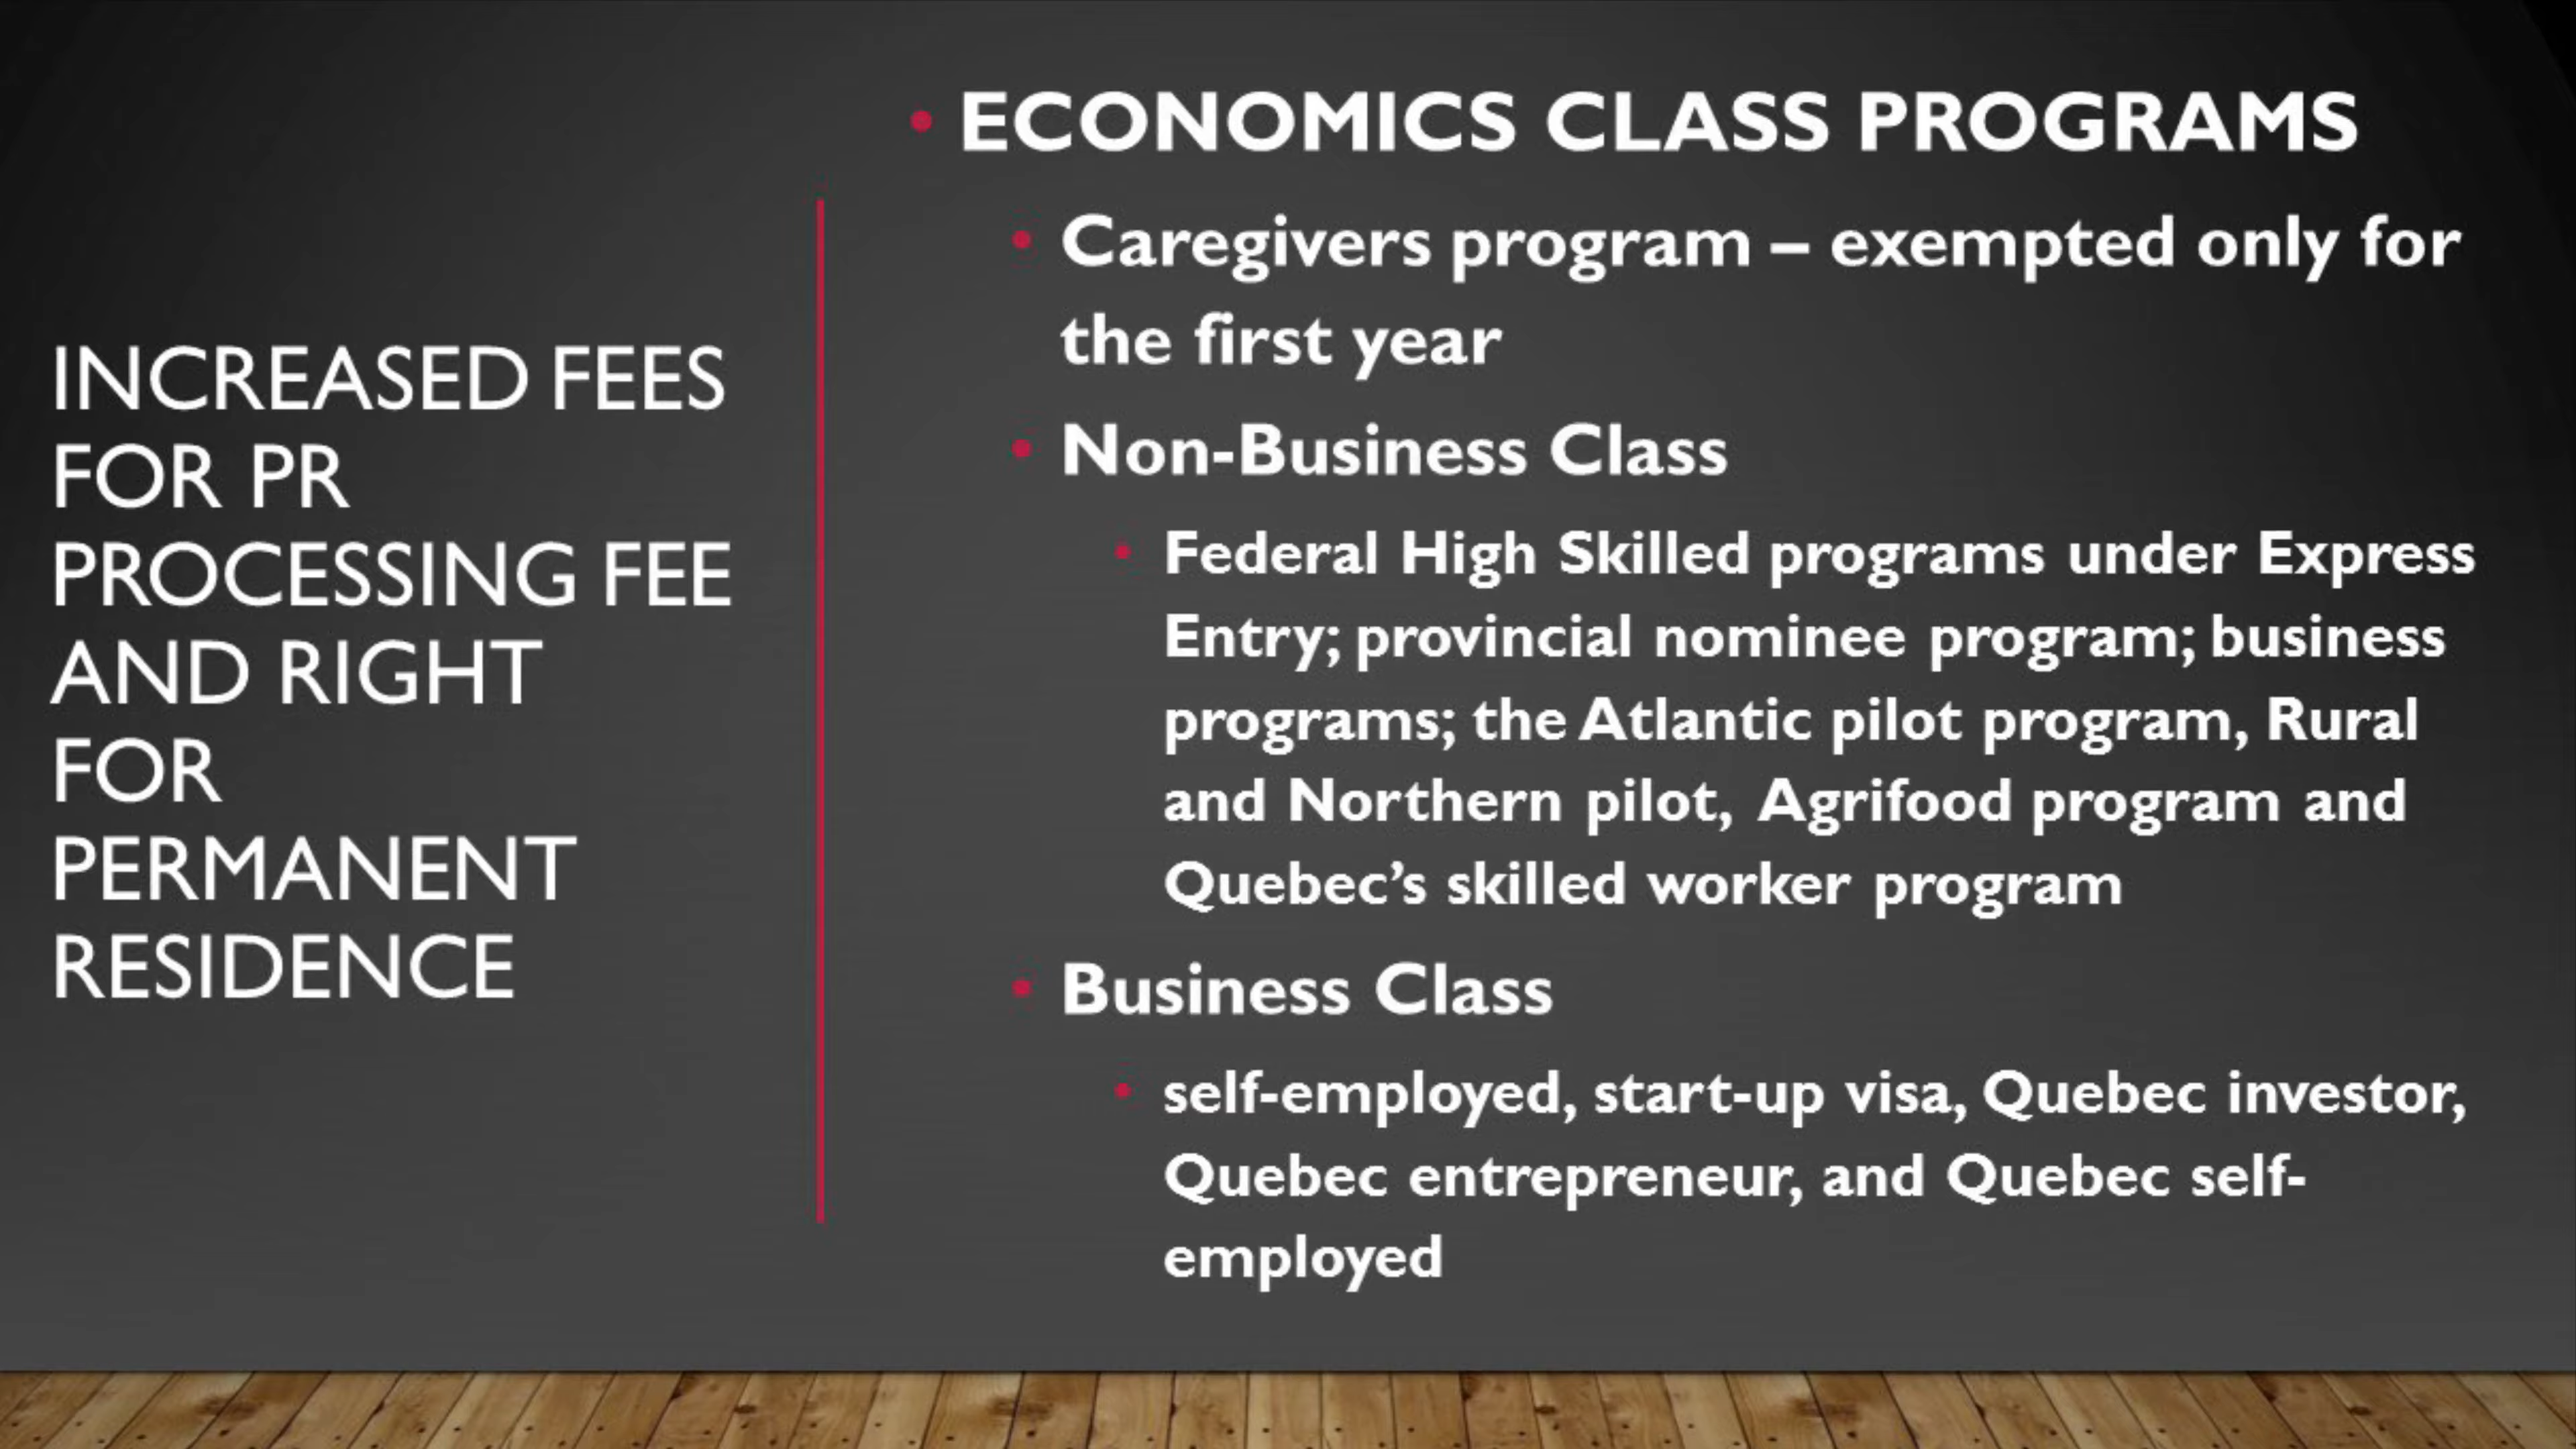 INCREASED FEES
FOR PR
PROCESSING FEE
AND RIGHT
FOR
PERMANENT
RESIDENCE
• ECONOMICS CLASS PROGRAMS
• Caregivers program – exempted only for
the first year
• Non-Business Class
• Federal High Skilled programs under Express
Entry; provincial nominee program; business
programs; the Atlantic pilot program, Rural
and Northern pilot, Agrifood program and
Quebec’s skilled worker program
• Business Class
• self-employed, start-up visa, Quebec investor,
Quebec entrepreneur, and Quebec self-
employed